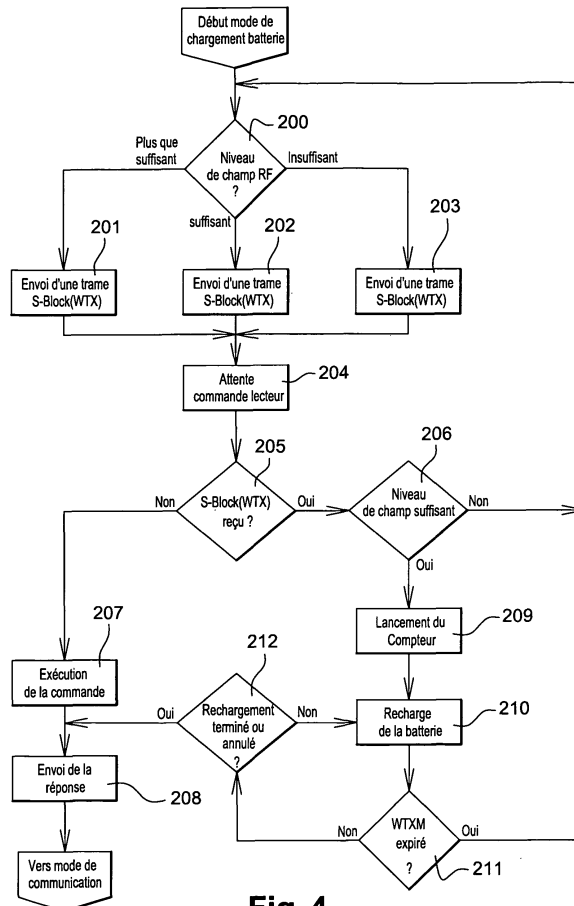 Début mode de
chargement batterie
200
Plus que
suffisant
Niveau
de champ RF
?
Insuffisant
suffisant
201
202
203
Envoi d'une trame
S-Block(WTX)
Envoi d'une trame
S-Block(WTX)
Envoi d'une trame
S-Block(WTX)
Attente
commande lecteur
204
205
206
Non
S-Block(WTX)
reçu ?
Oui
Niveau
de champ suffisant
Non
Oui
207
Exécution
de la commande
212
Lancement du
Compteur
209
Oui
Rechargement
terminé ou
annulé
?
Non
Recharge
de la batterie
210
Envoi de la
réponse
208
Non
WTXM
expiré
?
Oui
211
Vers mode de
communication
Fig. 4